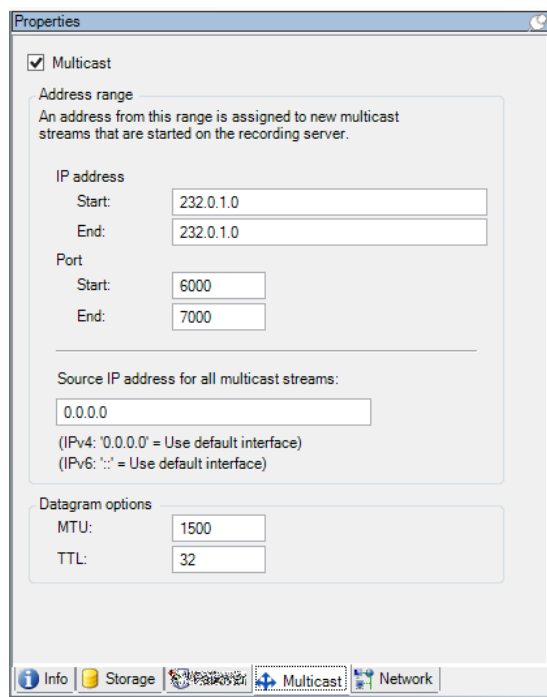 Properties
Multicast
Address range
An address from this range is assigned to new multicast
streams that are started on the recording server.
IP address
Start: 232.0.1.0
End: 232.0.1.0
Port
Start: 6000
End: 7000
Source IP address for all multicast streams:
0.0.0.0
(IPv4: '0.0.0.0' = Use default interface)
(IPv6: '::' = Use default interface)
Datagram options
MTU: 1500
TTL: 32
Info Storage Multicast Network